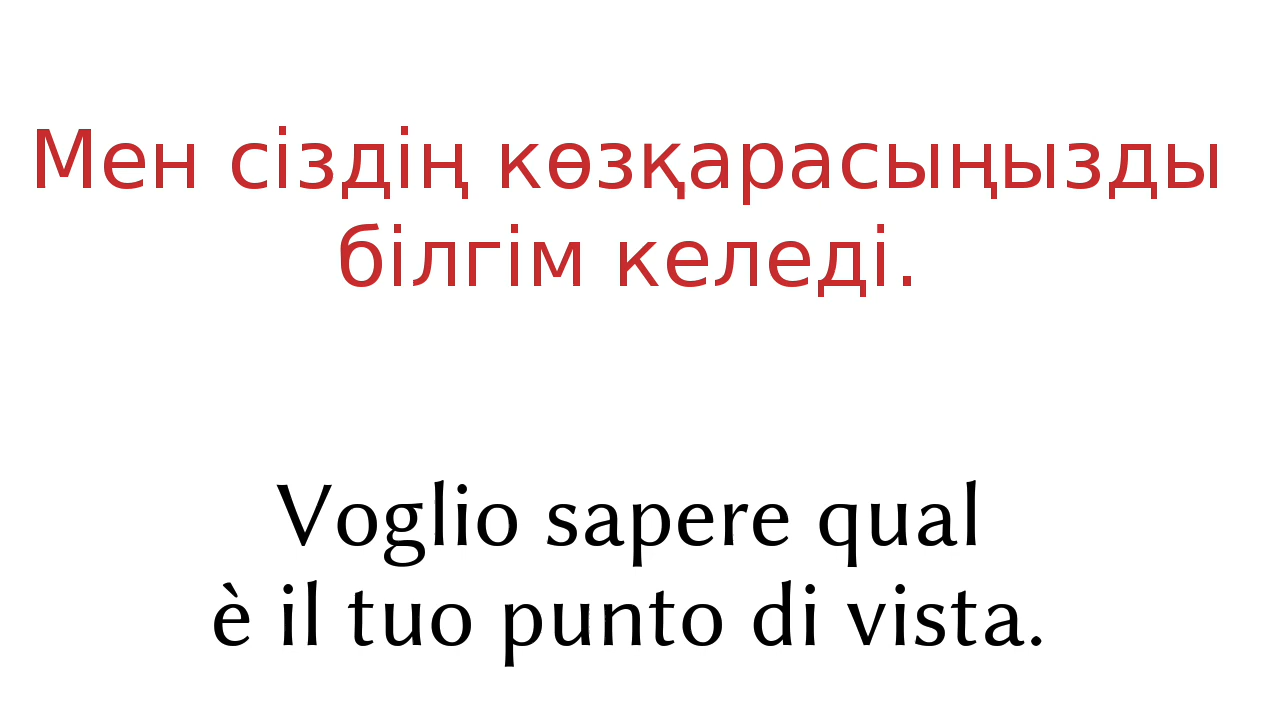 Мен сіздің көзқарасыңызды
білгім келеді.
Voglio sapere qual
è il tuo punto di vista.